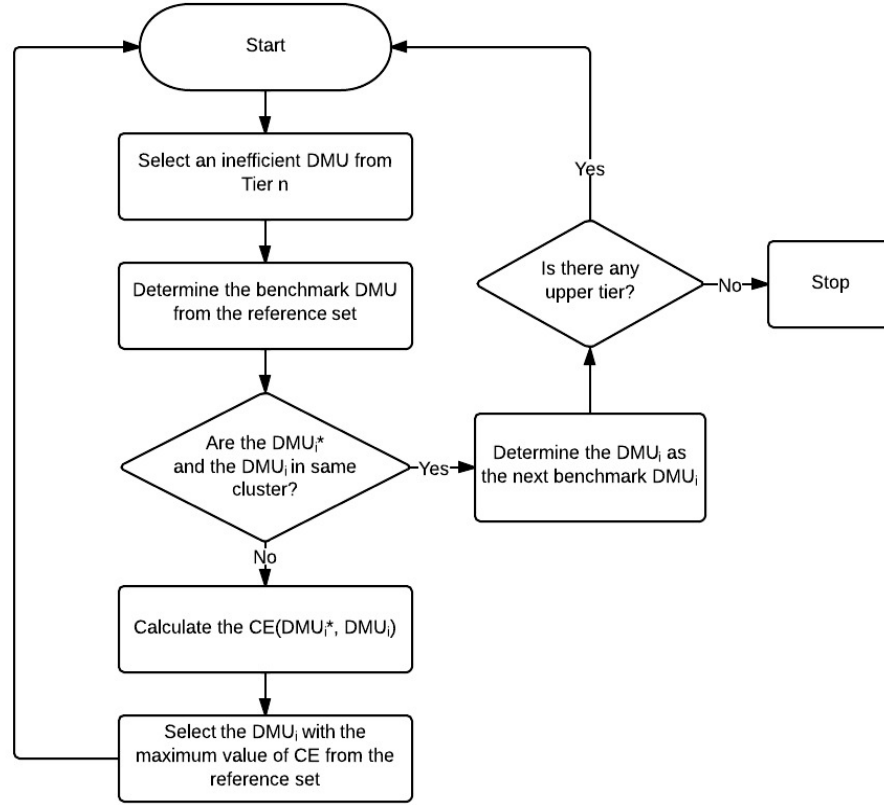 Start
Select an inefficient DMU from
Tier n
Determine the benchmark DMU
from the reference set
Are the DMUᵢ*
and the DMUᵢ in same
cluster?
Yes
No
Calculate the CE(DMUᵢ*, DMUᵢ)
Select the DMUᵢ with the
maximum value of CE from the
reference set
Determine the DMUᵢ as
the next benchmark DMUᵢ
Is there any
upper tier?
Yes
No
Stop